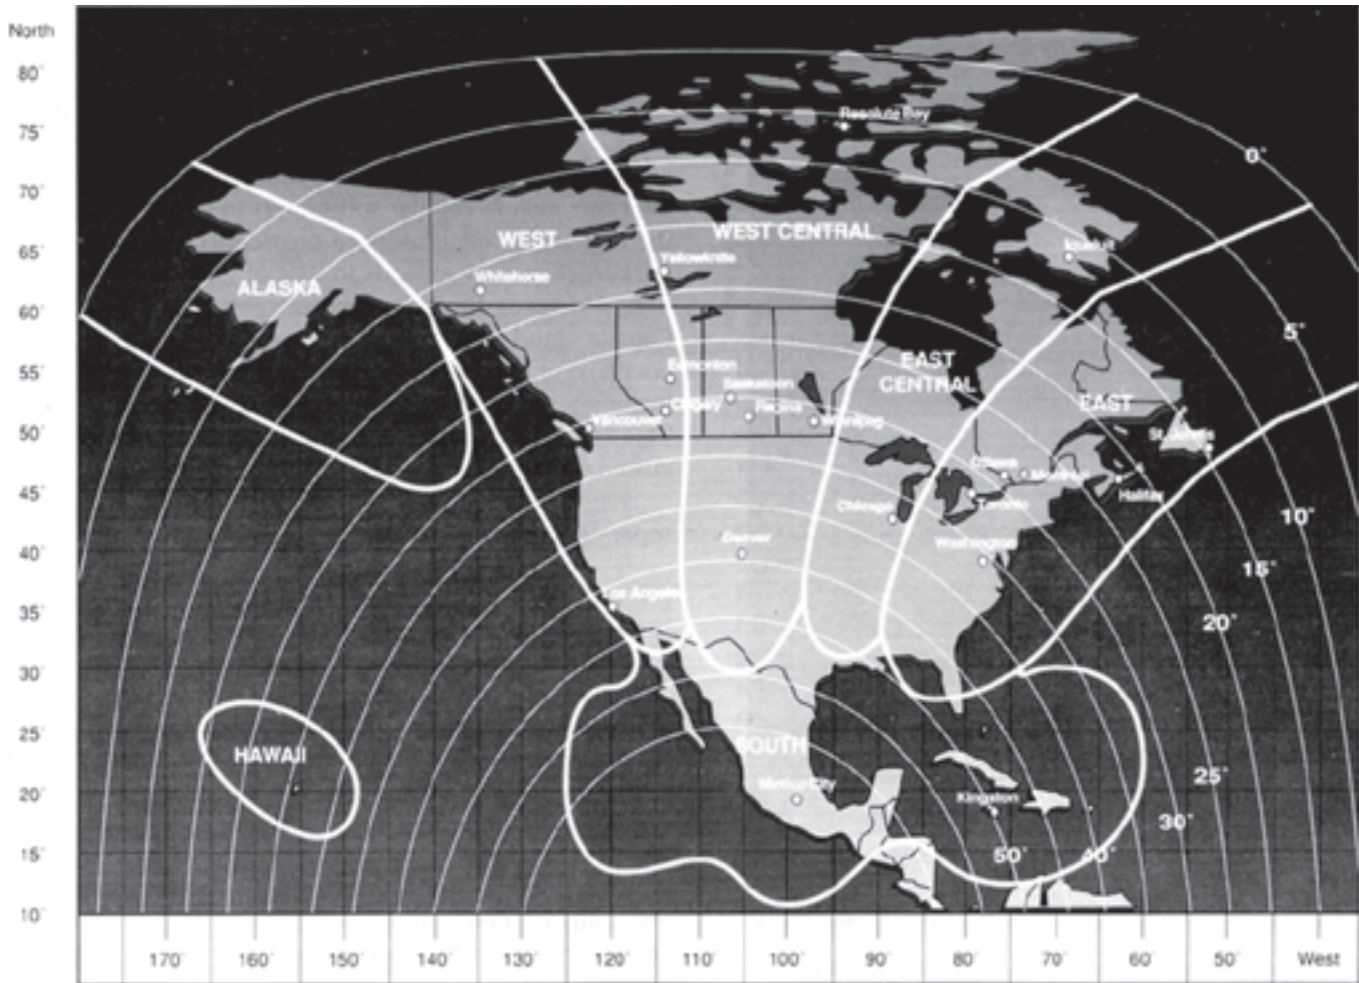 North
80°
75°
70°
65°
60°
55°
50°
45°
40°
35°
30°
25°
20°
15°
10°
Resolute Bay
0°
WEST
WEST CENTRAL
Iqaluit
Yellowknife
Whitehorse
ALASKA
5°
EAST
CENTRAL
Edmonton
Saskatoon
EAST
Calgary
Regina
Vancouver
Winnipeg
St. John's
Ottawa
Montreal
Halifax
Chicago
Toronto
10°
Denver
Washington
15°
Los Angeles
20°
HAWAII
SOUTH
25°
Mexico City
Kingston
30°
50°
40°
170°
160°
150°
140°
130°
120°
110°
100°
90°
80°
70°
60°
50°
West